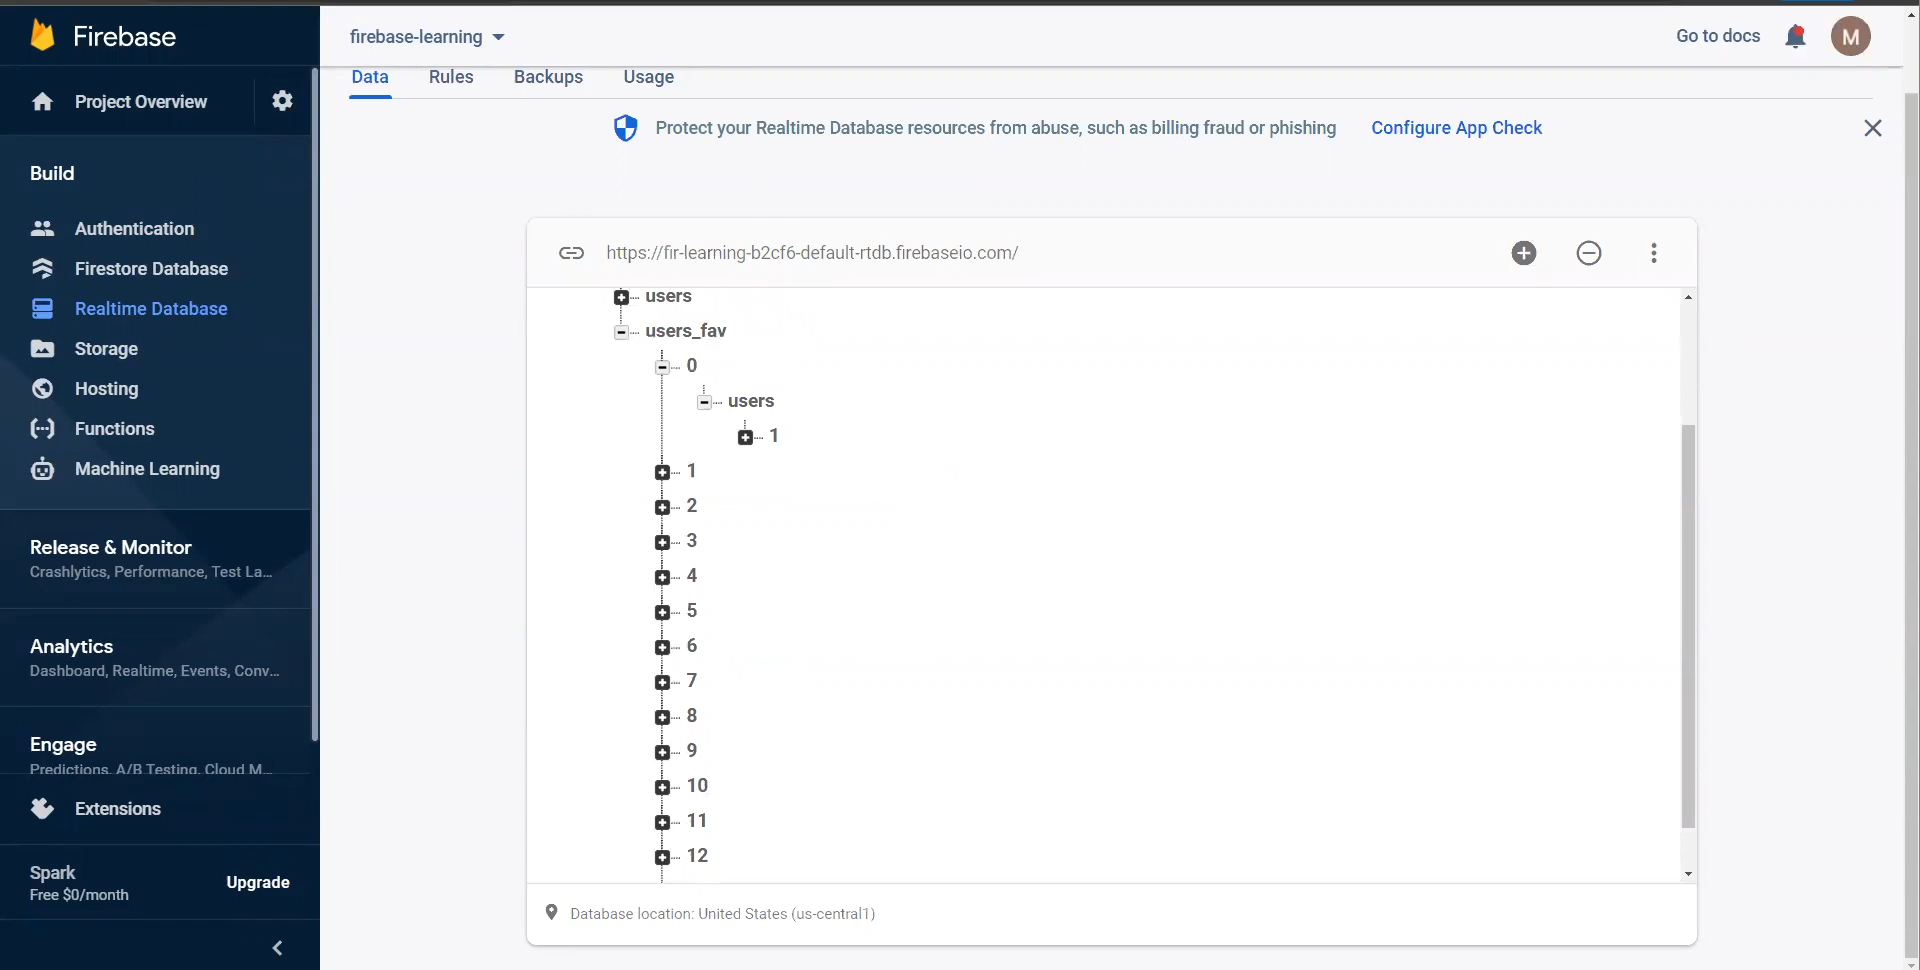 Firebase
Project Overview
Build
Authentication
Firestore Database
Realtime Database
Storage
Hosting
Functions
Machine Learning
Release & Monitor
Crashlytics, Performance, Test La...
Analytics
Dashboard, Realtime, Events, Conv...
Engage
Predictions, A/B Testing, Cloud M...
Extensions
Spark
Free $0/month
Upgrade
firebase-learning
Go to docs
M
Data Rules Backups Usage
Protect your Realtime Database resources from abuse, such as billing fraud or phishing Configure App Check
https://fir-learning-b2cf6-default-rtdb.firebaseio.com/
users
users_fav
0
users
1
1
2
3
4
5
6
7
8
9
10
11
12
Database location: United States (us-central1)